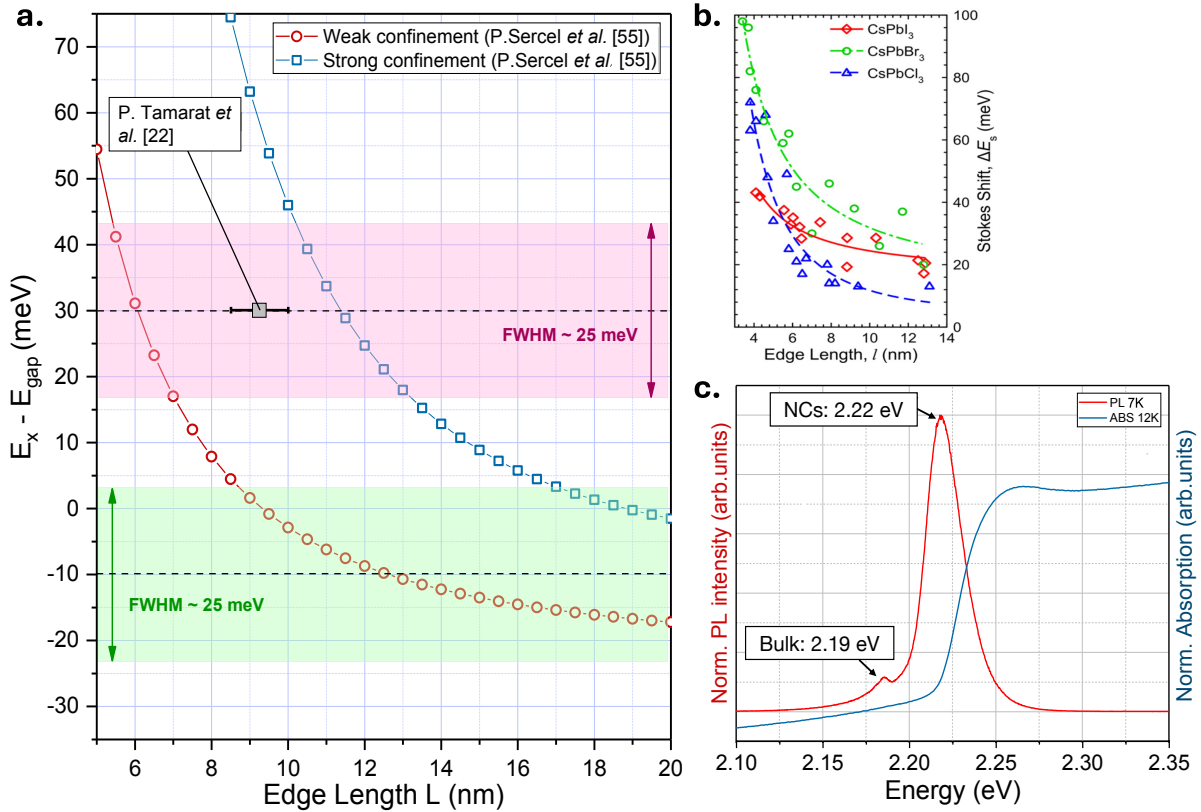 a.
Weak confinement (P.Sercel et al. [55])
Strong confinement (P.Sercel et al. [55])
P. Tamarat et
al. [22]
FWHM ~ 25 meV
FWHM ~ 25 meV
75
70
60
50
40
30
20
10
0
-10
-20
-30
E_x - E_gap (meV)
6 8 10 12 14 16 18 20
Edge Length L (nm)
b.
CsPbI₃
CsPbBr₃
CsPbCl₃
100
80
60
40
20
0
Stokes Shift, ΔE_s (meV)
4 6 8 10 12 14
Edge Length, l (nm)
c.
NCs: 2.22 eV
PL 7K
ABS 12K
Bulk: 2.19 eV
Norm. PL intensity (arb.units)
Norm. Absorption (arb.units)
2.10 2.15 2.20 2.25 2.30 2.35
Energy (eV)